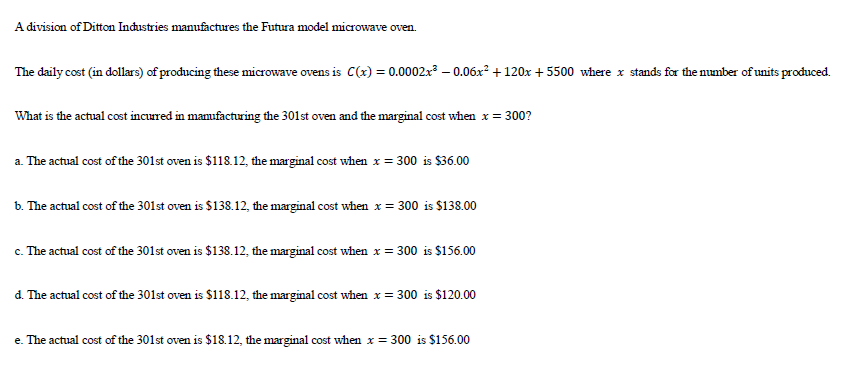 A division of Ditton Industries manufactures the Futura model microwave oven.
The daily cost (in dollars) of producing these microwave ovens is C(x) = 0.0002x³ – 0.06x² + 120x + 5500 where x stands for the number of units produced.
What is the actual cost incurred in manufacturing the 301st oven and the marginal cost when x = 300?
a. The actual cost of the 301st oven is $118.12, the marginal cost when x = 300 is $36.00
b. The actual cost of the 301st oven is $138.12, the marginal cost when x = 300 is $138.00
c. The actual cost of the 301st oven is $138.12, the marginal cost when x = 300 is $156.00
d. The actual cost of the 301st oven is $118.12, the marginal cost when x = 300 is $120.00
e. The actual cost of the 301st oven is $18.12, the marginal cost when x = 300 is $156.00